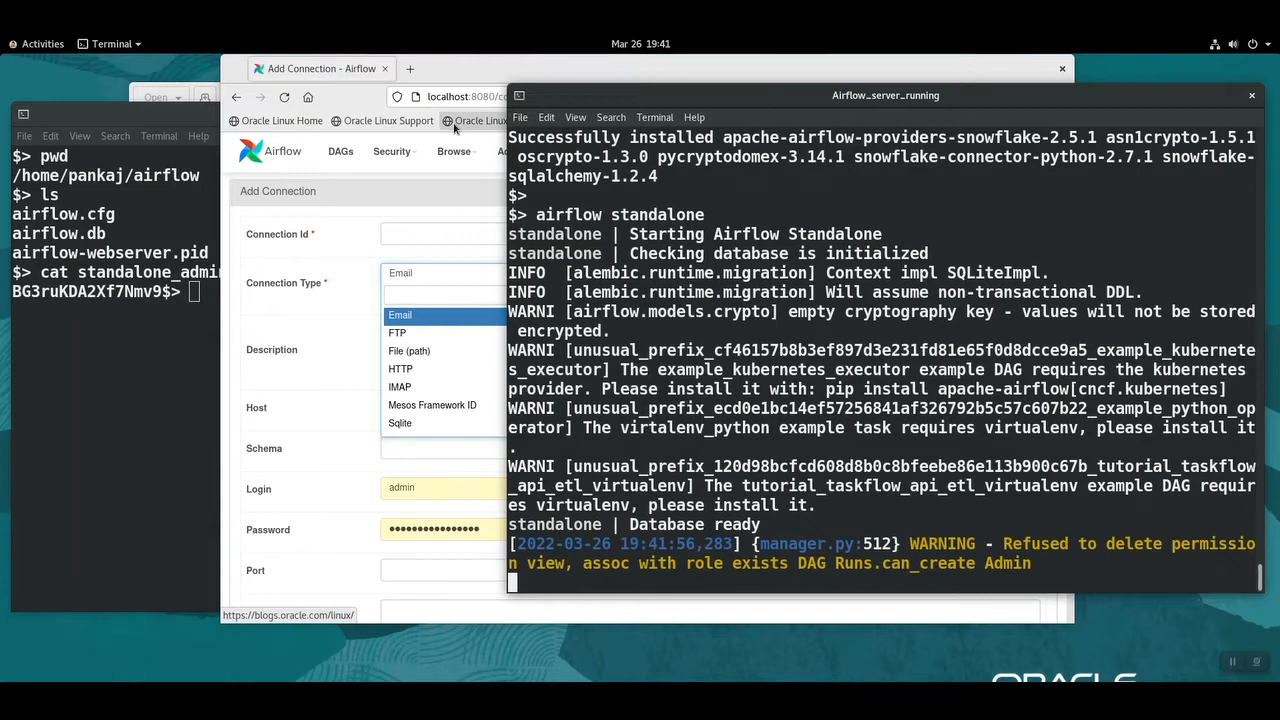 Activities
Terminal
Mar 26 19:41
Open
File Edit View Search Terminal Help
$> pwd
/home/pankaj/airflow
$> ls
airflow.cfg
airflow.db
airflow-webserver.pid
$> cat standalone_admi
BG3ruKDA2Xf7Nmv9$>
Add Connection - Airflow
localhost:8080/co
Oracle Linux Home
Oracle Linux Support
Oracle Linux
Airflow
DAGs
Security
Browse
Add Connection
Connection Id *
Connection Type *
Email
Email
FTP
File (path)
HTTP
IMAP
Mesos Framework ID
Sqlite
Description
Host
Schema
Login
admin
Password
••••••••••••••••
Port
https://blogs.oracle.com/linux/
Airflow_server_running
File Edit View Search Terminal Help
Successfully installed apache-airflow-providers-snowflake-2.5.1 asn1crypto-1.5.1
oscrypto-1.3.0 pycryptodomex-3.14.1 snowflake-connector-python-2.7.1 snowflake-
sqlalchemy-1.2.4
$>
$> airflow standalone
standalone | Starting Airflow Standalone
standalone | Checking database is initialized
INFO  [alembic.runtime.migration] Context impl SQLiteImpl.
INFO  [alembic.runtime.migration] Will assume non-transactional DDL.
WARNI [airflow.models.crypto] empty cryptography key - values will not be stored
encrypted.
WARNI [unusual_prefix_cf46157b8b3ef897d3e231fd81e65f0d8dcce9a5_example_kubernete
s_executor] The example_kubernetes_executor example DAG requires the kubernetes
provider. Please install it with: pip install apache-airflow[cncf.kubernetes]
WARNI [unusual_prefix_ecd0e1bc14ef57256841af326792b5c57c607b22_example_python_op
erator] The virtalenv_python example task requires virtualenv, please install it
.
WARNI [unusual_prefix_120d98bcfcd608d8b0c8bfeebe86e113b900c67b_tutorial_taskflow
_api_etl_virtualenv] The tutorial_taskflow_api_etl_virtualenv example DAG requir
es virtualenv, please install it.
standalone | Database ready
[2022-03-26 19:41:56,283] {manager.py:512} WARNING - Refused to delete permissio
n view, assoc with role exists DAG Runs.can_create Admin
ORACLE